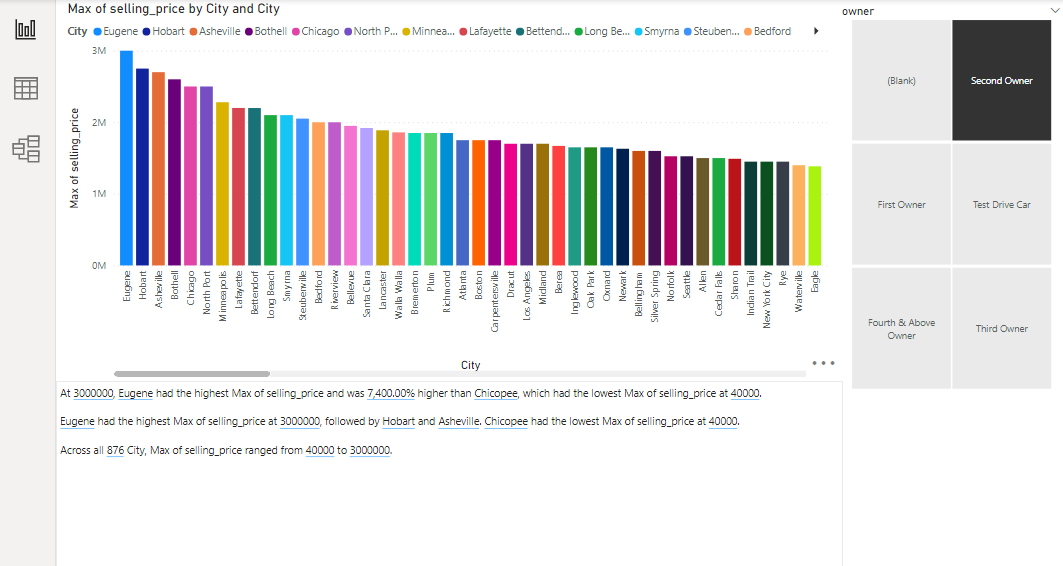 Max of selling_price by City and City
City Eugene Hobart Asheville Bothell Chicago North P... Minnea... Lafayette Bettend... Long Be... Smyrna Steuben... Bedford
3M
2M
1M
0M
Max of selling_price
Eugene
Hobart
Asheville
Bothell
Chicago
North Port
Minneapolis
Lafayette
Bettendorf
Long Beach
Smyrna
Steubenville
Bedford
Riverview
Bellevue
Santa Clara
Lancaster
Walla Walla
Bremerton
Plum
Richmond
Atlanta
Boston
Carpentersville
Dracut
Los Angeles
Midland
Berea
Inglewood
Oak Park
Oxnard
Newark
Bellingham
Silver Spring
Norfolk
Seattle
Allen
Cedar Falls
Sharon
Indian Trail
New York City
Rye
Waterville
Eagle
City
At 3000000, Eugene had the highest Max of selling_price and was 7,400.00% higher than Chicopee, which had the lowest Max of selling_price at 40000.
Eugene had the highest Max of selling_price at 3000000, followed by Hobart and Asheville. Chicopee had the lowest Max of selling_price at 40000.
Across all 876 City, Max of selling_price ranged from 40000 to 3000000.
owner
(Blank)
Second Owner
First Owner
Test Drive Car
Fourth & Above
Owner
Third Owner